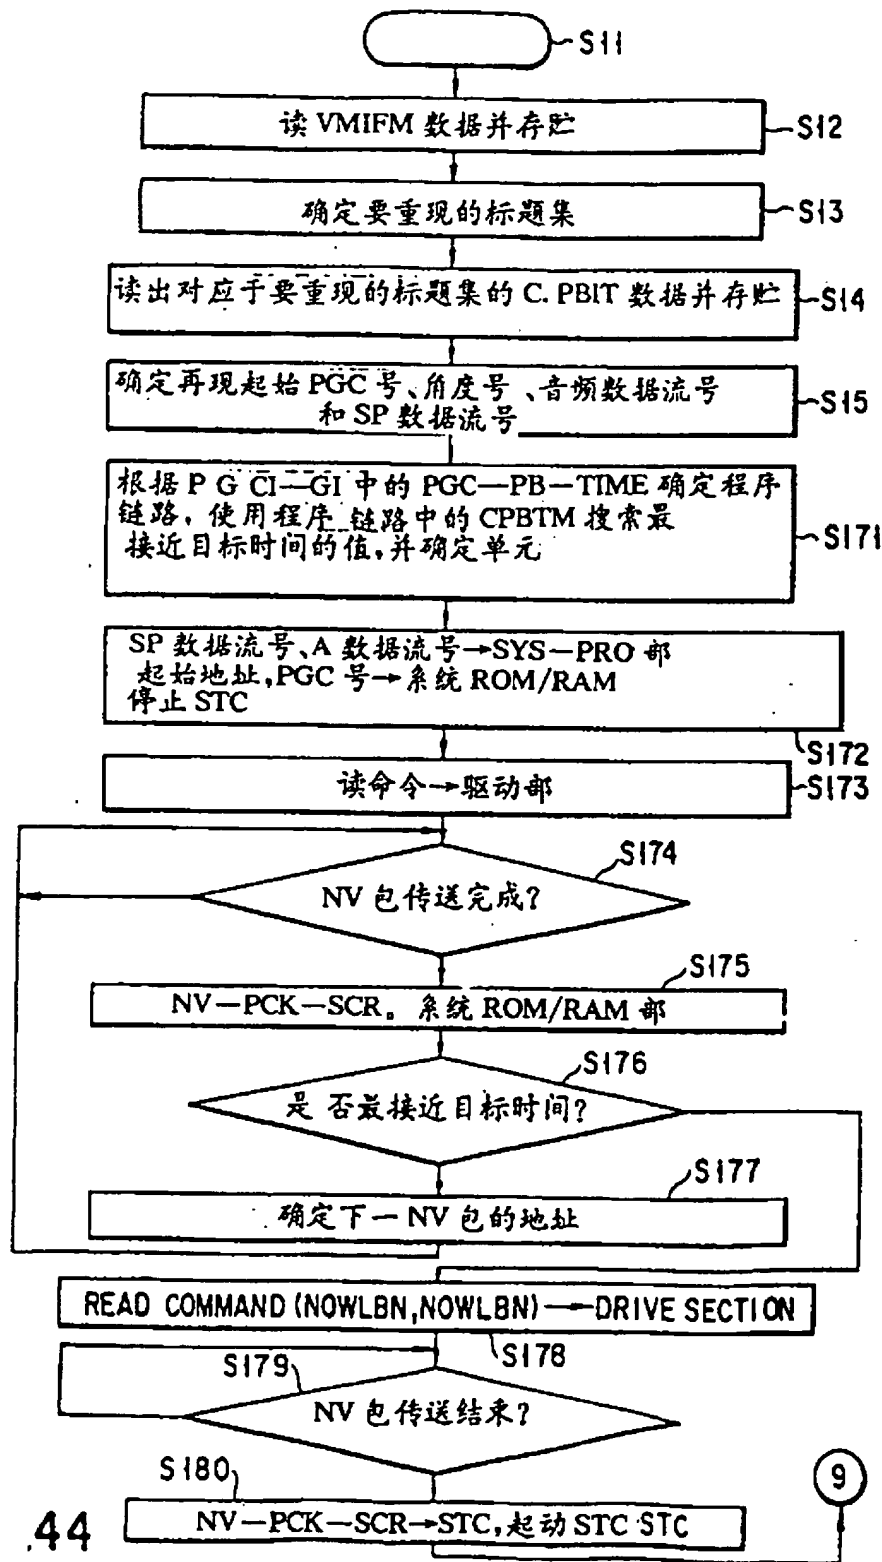 S11
读 VMIFM 数据并存贮
S12
确定要重现的标题集
S13
读出对应于要重现的标题集的 C. PBIT 数据并存贮
S14
确定再现起始 PGC 号、角度号、音频数据流号
和 SP 数据流号
S15
根据 P G CI—GI 中的 PGC—PB—TIME 确定程序
链路，使用程序 链路中的 CPBTM 搜索最
接近目标时间的值，并确定单元
S171
SP 数据流号、A 数据流号→SYS—PRO 部
起始地址，PGC 号→系统 ROM/RAM
停止 STC
S172
读命令→驱动部
S173
S174
NV 包传送完成？
S175
NV—PCK—SCR。系统 ROM/RAM 部
S176
是 否最接近目标时间？
S177
确定下一 NV 包的地址
READ COMMAND (NOWLBN,NOWLBN)→DRIVE SECTION
S178
S179
NV 包传送结束？
S180
9
NV—PCK—SCR→STC，起动 STC STC
.44